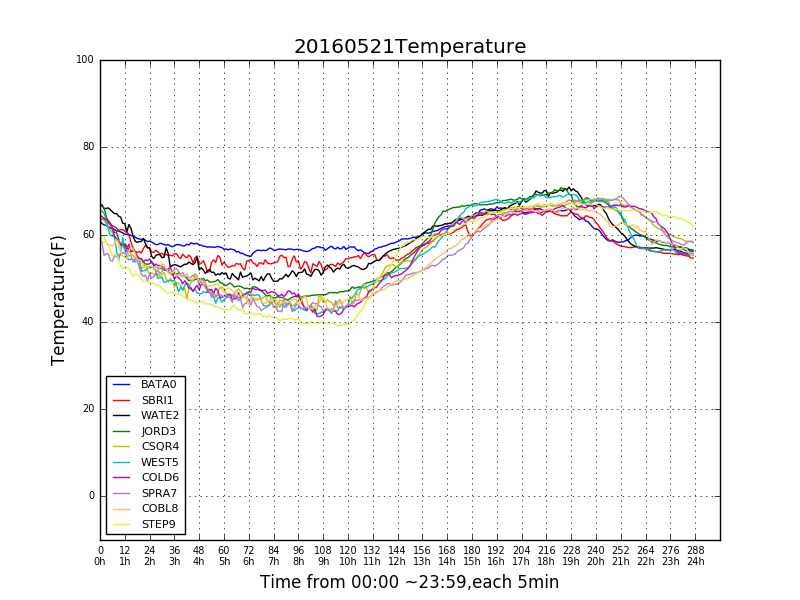 20160521Temperature
Temperature(F)
100
80
60
40
20
0
BATA0
SBRI1
WATE2
JORD3
CSQR4
WEST5
COLD6
SPRA7
COBL8
STEP9
0 12 24 36 48 60 72 84 96 108 120 132 144 156 168 180 192 204 216 228 240 252 264 276 288
0h 1h 2h 3h 4h 5h 6h 7h 8h 9h 10h 11h 12h 13h 14h 15h 16h 17h 18h 19h 20h 21h 22h 23h 24h
Time from 00:00 ~23:59,each 5min